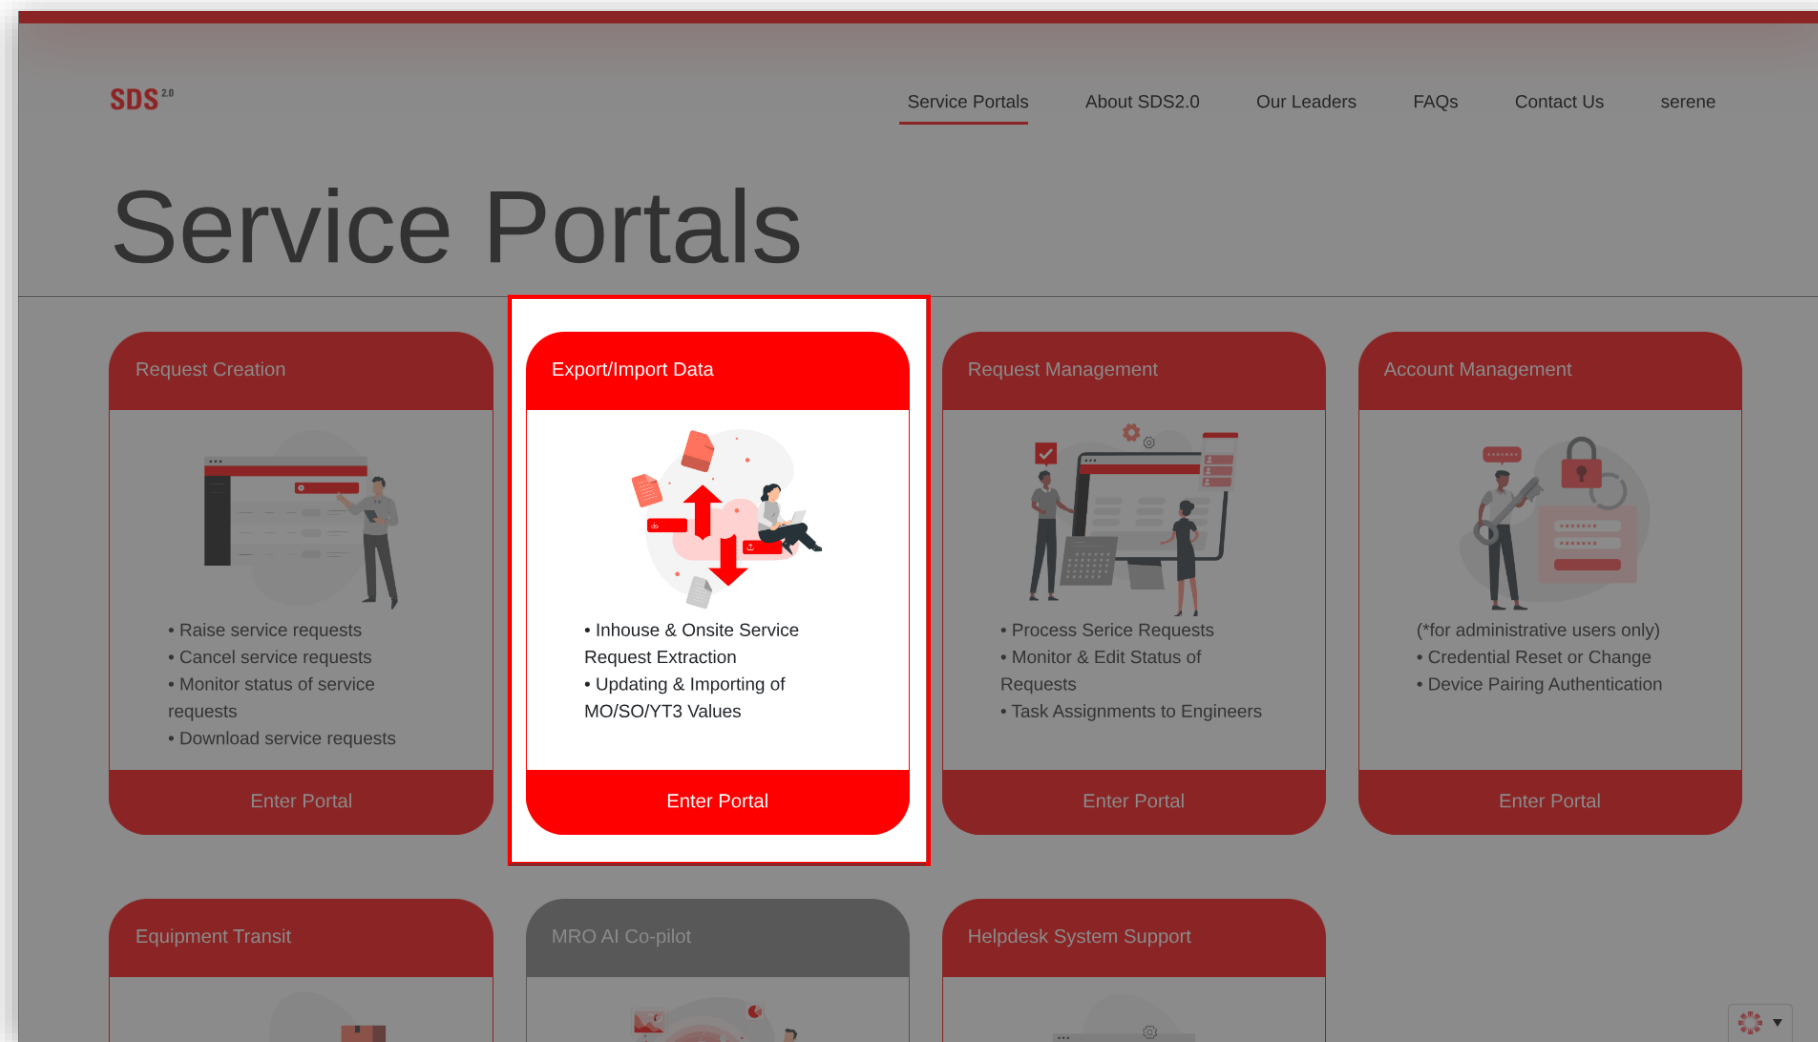 SDS 2.0
Service Portals
About SDS2.0
Our Leaders
FAQs
Contact Us
serene
Service Portals
Request Creation
• Raise service requests
• Cancel service requests
• Monitor status of service
requests
• Download service requests
Enter Portal
Export/Import Data
• Inhouse & Onsite Service
Request Extraction
• Updating & Importing of
MO/SO/YT3 Values
Enter Portal
Request Management
• Process Serice Requests
• Monitor & Edit Status of
Requests
• Task Assignments to Engineers
Enter Portal
Account Management
(*for administrative users only)
• Credential Reset or Change
• Device Pairing Authentication
Enter Portal
Equipment Transit
MRO AI Co-pilot
Helpdesk System Support